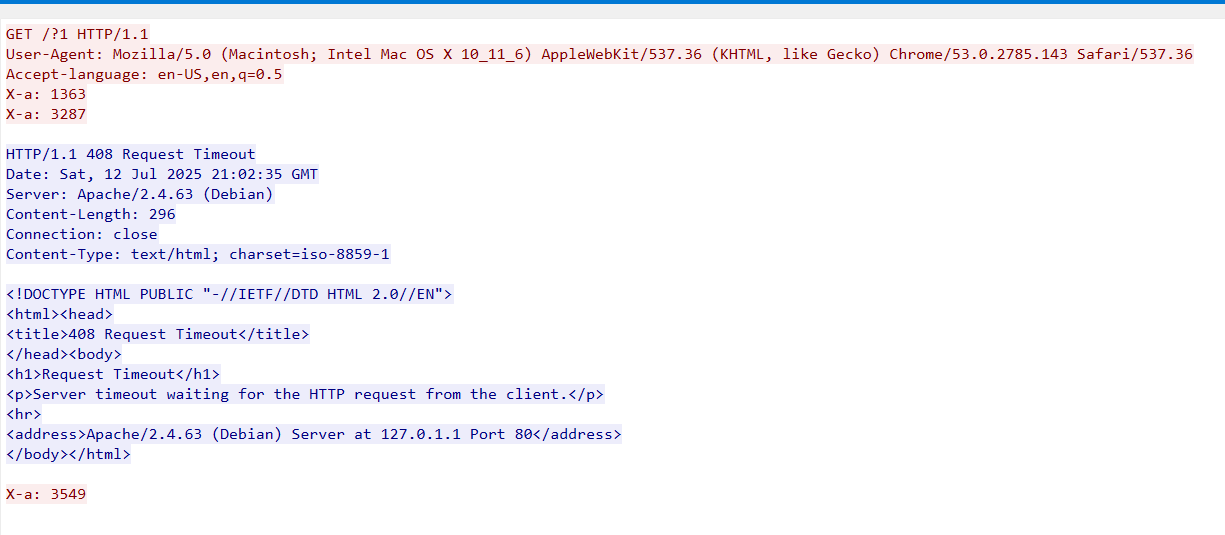 GET /?1 HTTP/1.1
User-Agent: Mozilla/5.0 (Macintosh; Intel Mac OS X 10_11_6) AppleWebKit/537.36 (KHTML, like Gecko) Chrome/53.0.2785.143 Safari/537.36
Accept-language: en-US,en,q=0.5
X-a: 1363
X-a: 3287
HTTP/1.1 408 Request Timeout
Date: Sat, 12 Jul 2025 21:02:35 GMT
Server: Apache/2.4.63 (Debian)
Content-Length: 296
Connection: close
Content-Type: text/html; charset=iso-8859-1
<!DOCTYPE HTML PUBLIC "-//IETF//DTD HTML 2.0//EN">
<html><head>
<title>408 Request Timeout</title>
</head><body>
<h1>Request Timeout</h1>
<p>Server timeout waiting for the HTTP request from the client.</p>
<hr>
<address>Apache/2.4.63 (Debian) Server at 127.0.1.1 Port 80</address>
</body></html>
X-a: 3549